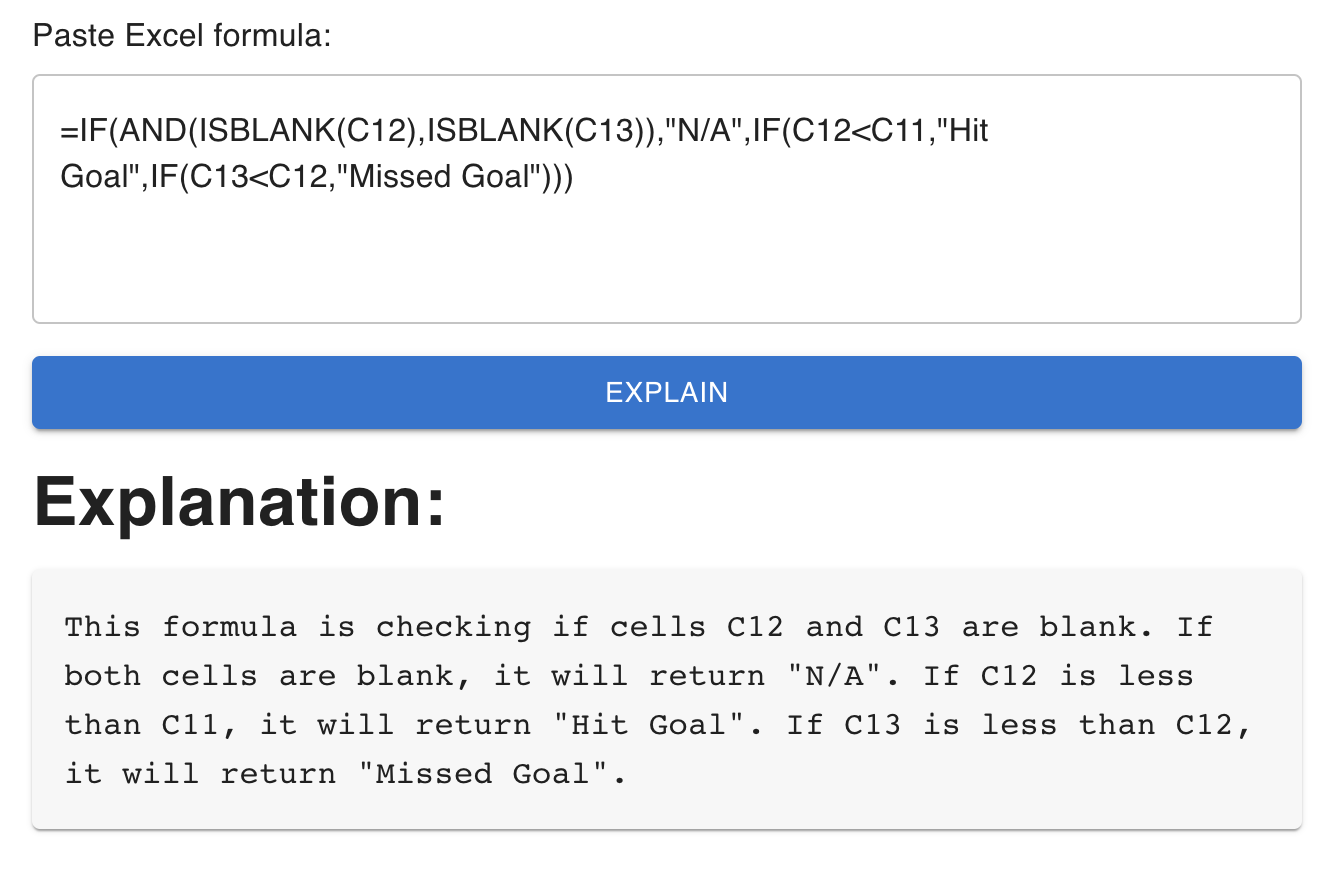 Paste Excel formula:
=IF(AND(ISBLANK(C12),ISBLANK(C13)),"N/A",IF(C12<C11,"Hit
Goal",IF(C13<C12,"Missed Goal")))
EXPLAIN
Explanation:
This formula is checking if cells C12 and C13 are blank. If
both cells are blank, it will return "N/A". If C12 is less
than C11, it will return "Hit Goal". If C13 is less than C12,
it will return "Missed Goal".